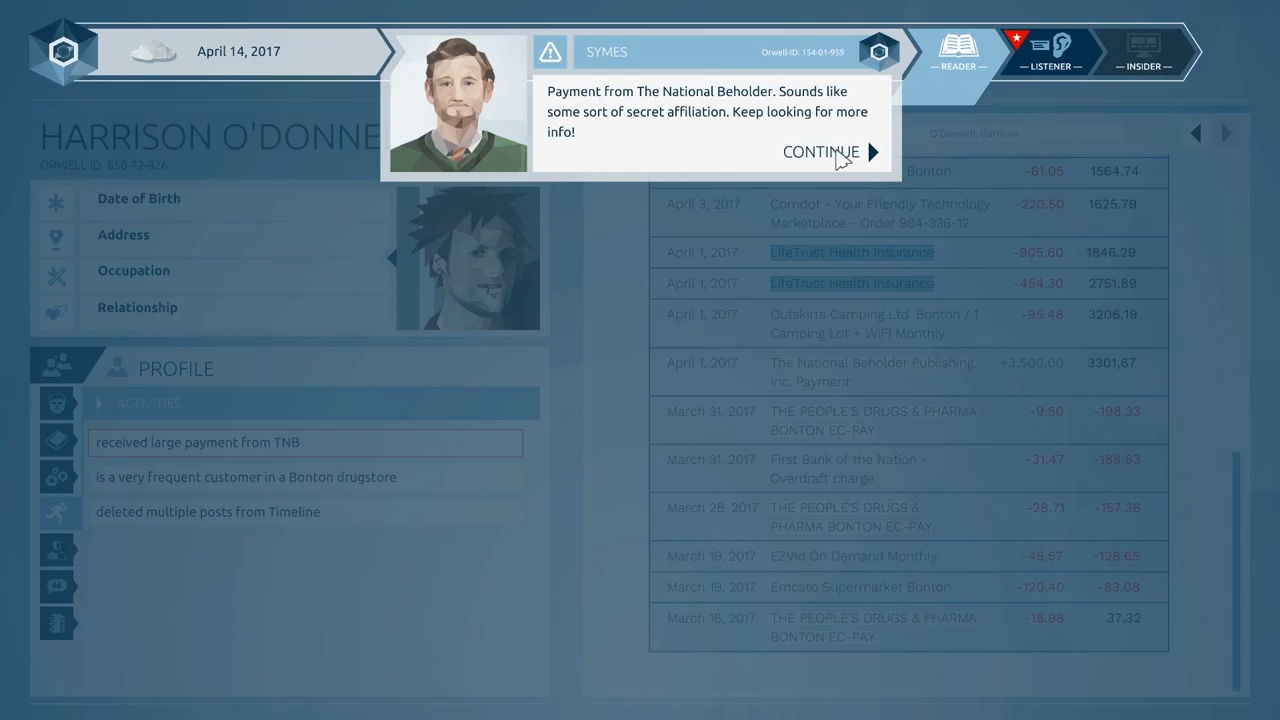 April 14, 2017
SYMES
Orwell-ID: 154-01-959
Payment from The National Beholder. Sounds like
some sort of secret affiliation. Keep looking for more
info!
CONTINUE
— READER —
— LISTENER —
— INSIDER —
HARRISON O'DONNE
ORWELL-ID 850-72-826
Date of Birth
Address
Occupation
Relationship
PROFILE
ACTIVITIES
received large payment from TNB
is a very frequent customer in a Bonton drugstore
deleted multiple posts from Timeline
O'Donnell, Harrison
Bonton -61.05 1564.74
April 3, 2017 Corndot - Your Friendly Technology -220.50 1625.79
Marketplace - Order 984-336-12
April 1, 2017 LifeTrust Health Insurance -905.60 1846.29
April 1, 2017 LifeTrust Health Insurance -454.30 2751.89
April 1, 2017 Outskirts Camping Ltd. Bonton / 1 -95.48 3206,19
Camping Lot + WiFi Monthly
April 1, 2017 The National Beholder Publishing, +3,500.00 3301,67
Inc. Payment
March 31, 2017 THE PEOPLE'S DRUGS & PHARMA -9.50 -198.33
BONTON EC-PAY
March 31, 2017 First Bank of the Nation - -31.47 -188.83
Overdraft charge
March 28, 2017 THE PEOPLE'S DRUGS & -28.71 -157.36
PHARMA BONTON EC-PAY
March 19, 2017 EZVid On Demand Monthly -45.57 -128.65
March 19, 2017 Emcato Supermarket Bonton -120.40 -83.08
March 16, 2017 THE PEOPLE'S DRUGS & PHARMA -18.98 37.32
BONTON EC-PAY